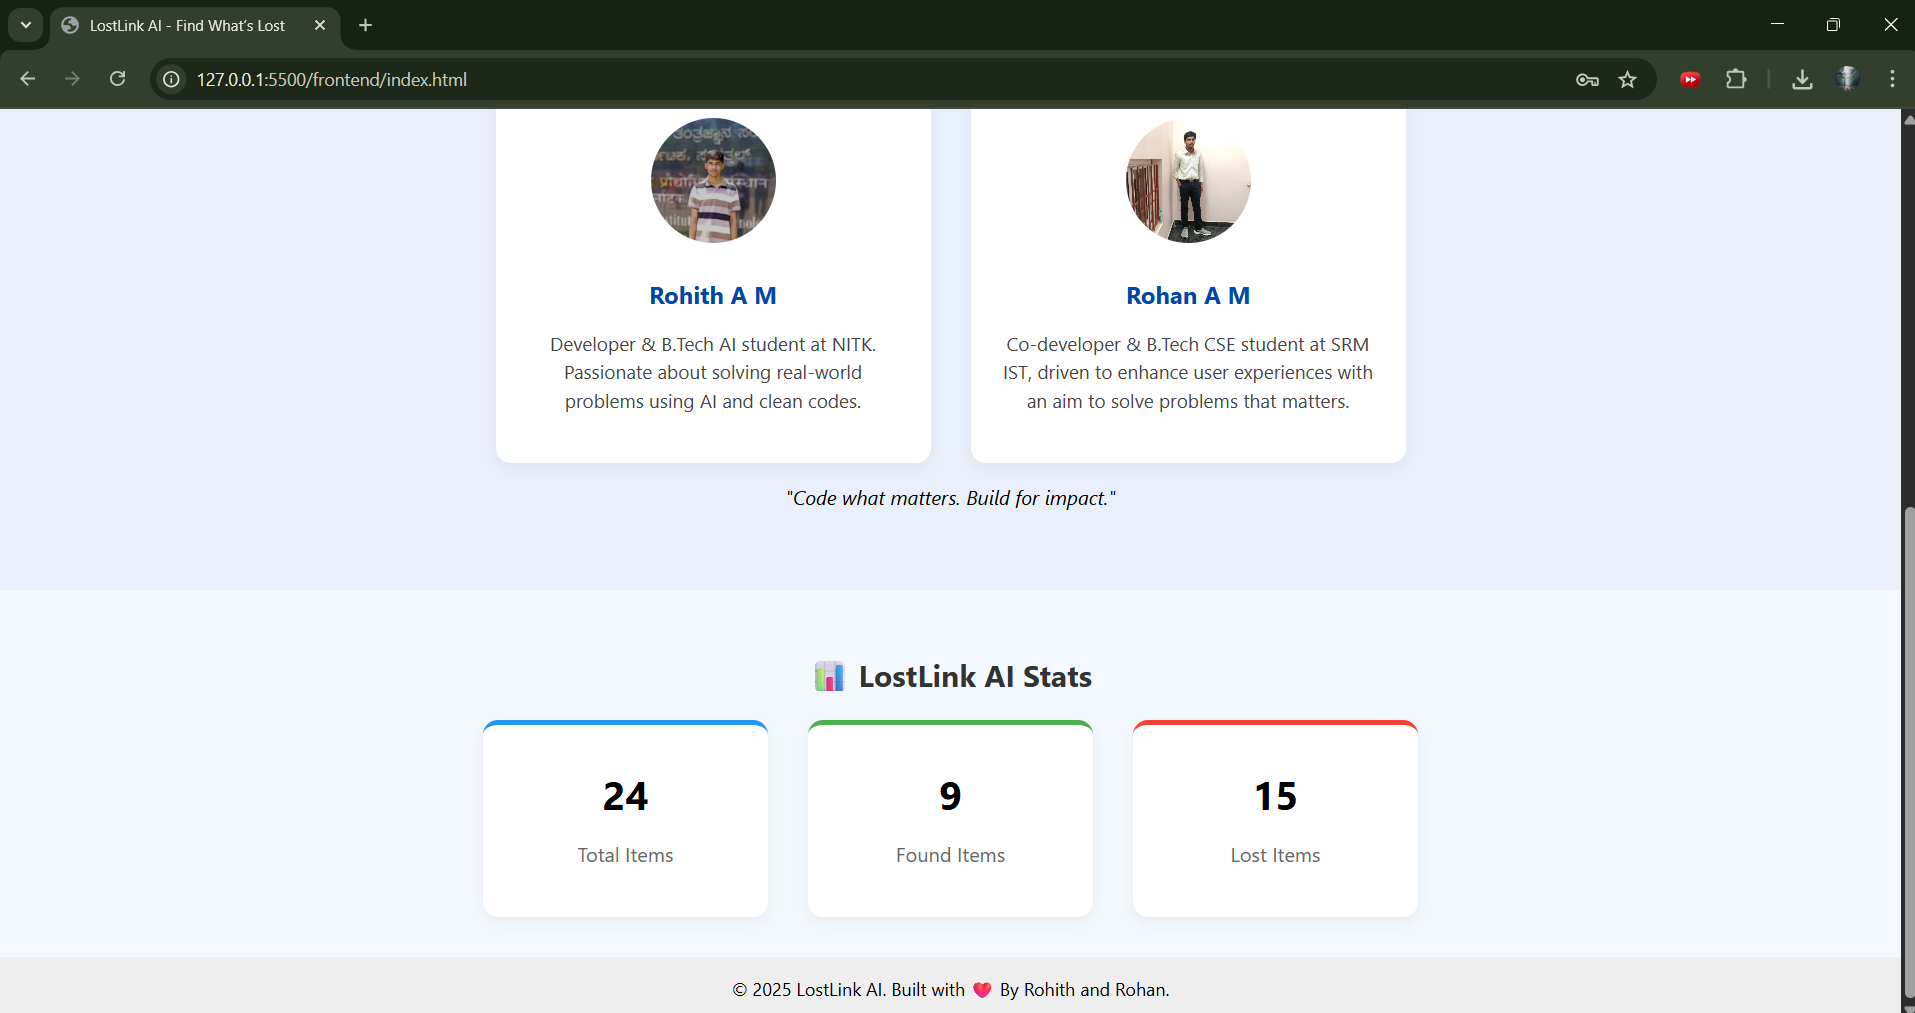 LostLink AI - Find What's Lost
127.0.0.1:5500/frontend/index.html
ತಂತ್ರಜ್ಞಾನ
प्रौद्योगि संस्थान
Rohith A M
Developer & B.Tech AI student at NITK.
Passionate about solving real-world
problems using AI and clean codes.
Rohan A M
Co-developer & B.Tech CSE student at SRM
IST, driven to enhance user experiences with
an aim to solve problems that matters.
"Code what matters. Build for impact."
LostLink AI Stats
24
Total Items
9
Found Items
15
Lost Items
© 2025 LostLink AI. Built with ❤️ By Rohith and Rohan.